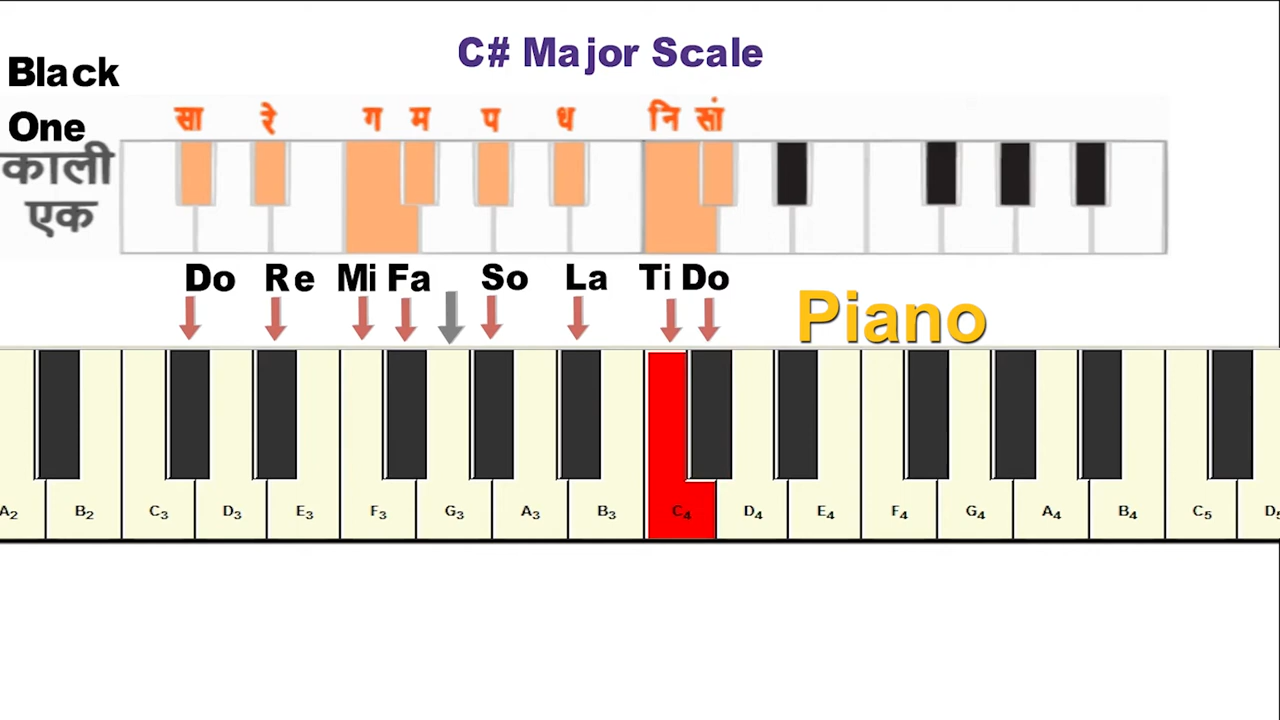 C# Major Scale
Black
One
काली
एक
सा रे ग म प ध नि सां
Do Re Mi Fa So La Ti Do
Piano
A2 B2 C3 D3 E3 F3 G3 A3 B3 C4 D4 E4 F4 G4 A4 B4 C5 D5